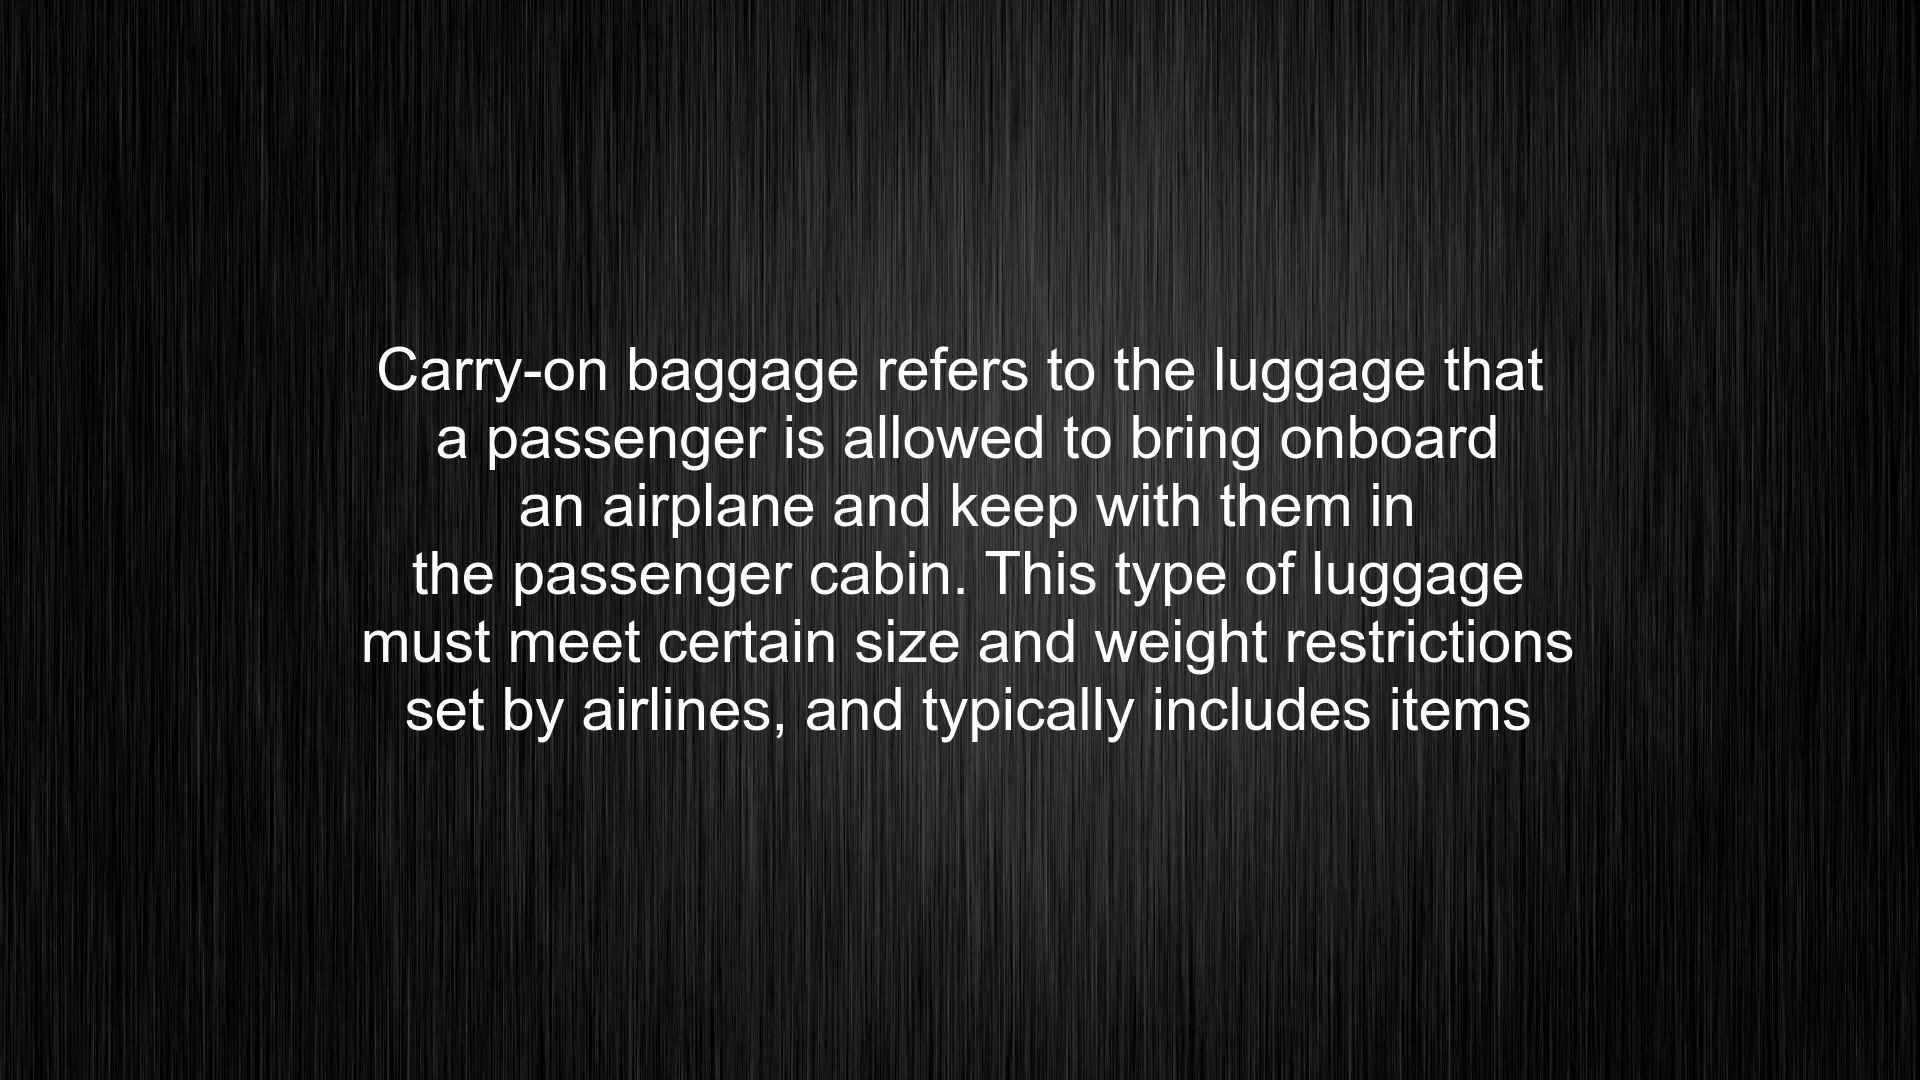 Carry-on baggage refers to the luggage that
a passenger is allowed to bring onboard
an airplane and keep with them in
the passenger cabin. This type of luggage
must meet certain size and weight restrictions
set by airlines, and typically includes items